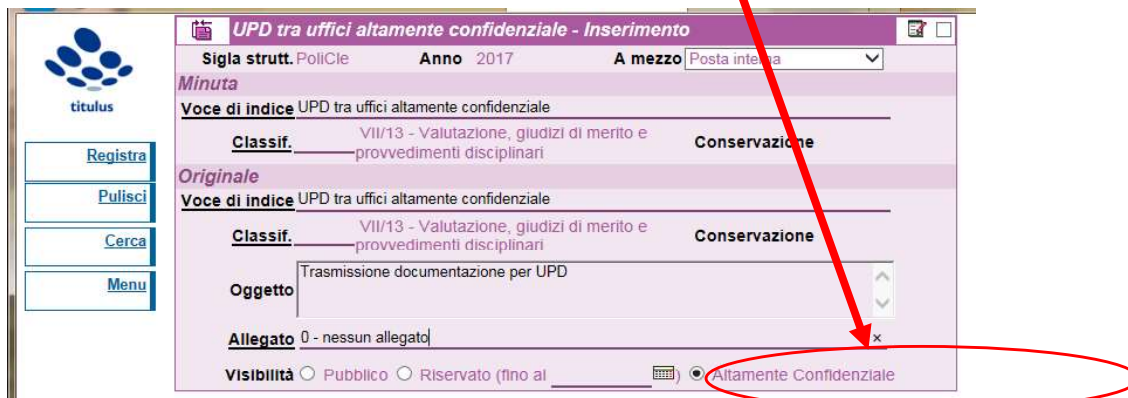 UPD tra uffici altamente confidenziale - Inserimento
Sigla strutt. PoliCle Anno 2017 A mezzo Posta interna
Minuta
titulus
Voce di indice UPD tra uffici altamente confidenziale
Classif. VII/13 - Valutazione, giudizi di merito e provvedimenti disciplinari Conservazione
Registra
Originale
Pulisci
Voce di indice UPD tra uffici altamente confidenziale
Classif. VII/13 - Valutazione, giudizi di merito e provvedimenti disciplinari Conservazione
Cerca
Menu
Oggetto Trasmissione documentazione per UPD
Allegato 0 - nessun allegato ×
Visibilità Pubblico Riservato (fino al ) Altamente Confidenziale